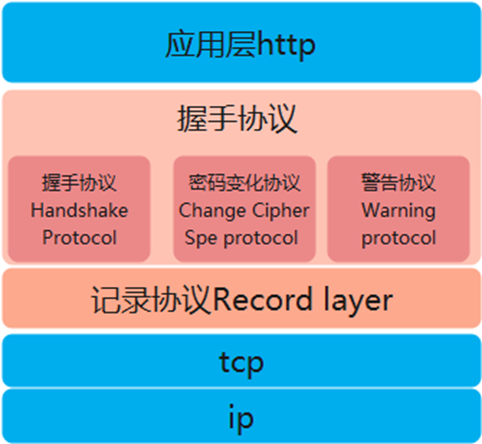 应用层http
握手协议
握手协议
Handshake
Protocol
密码变化协议
Change Cipher
Spe protocol
警告协议
Warning
protocol
记录协议Record layer
tcp
ip